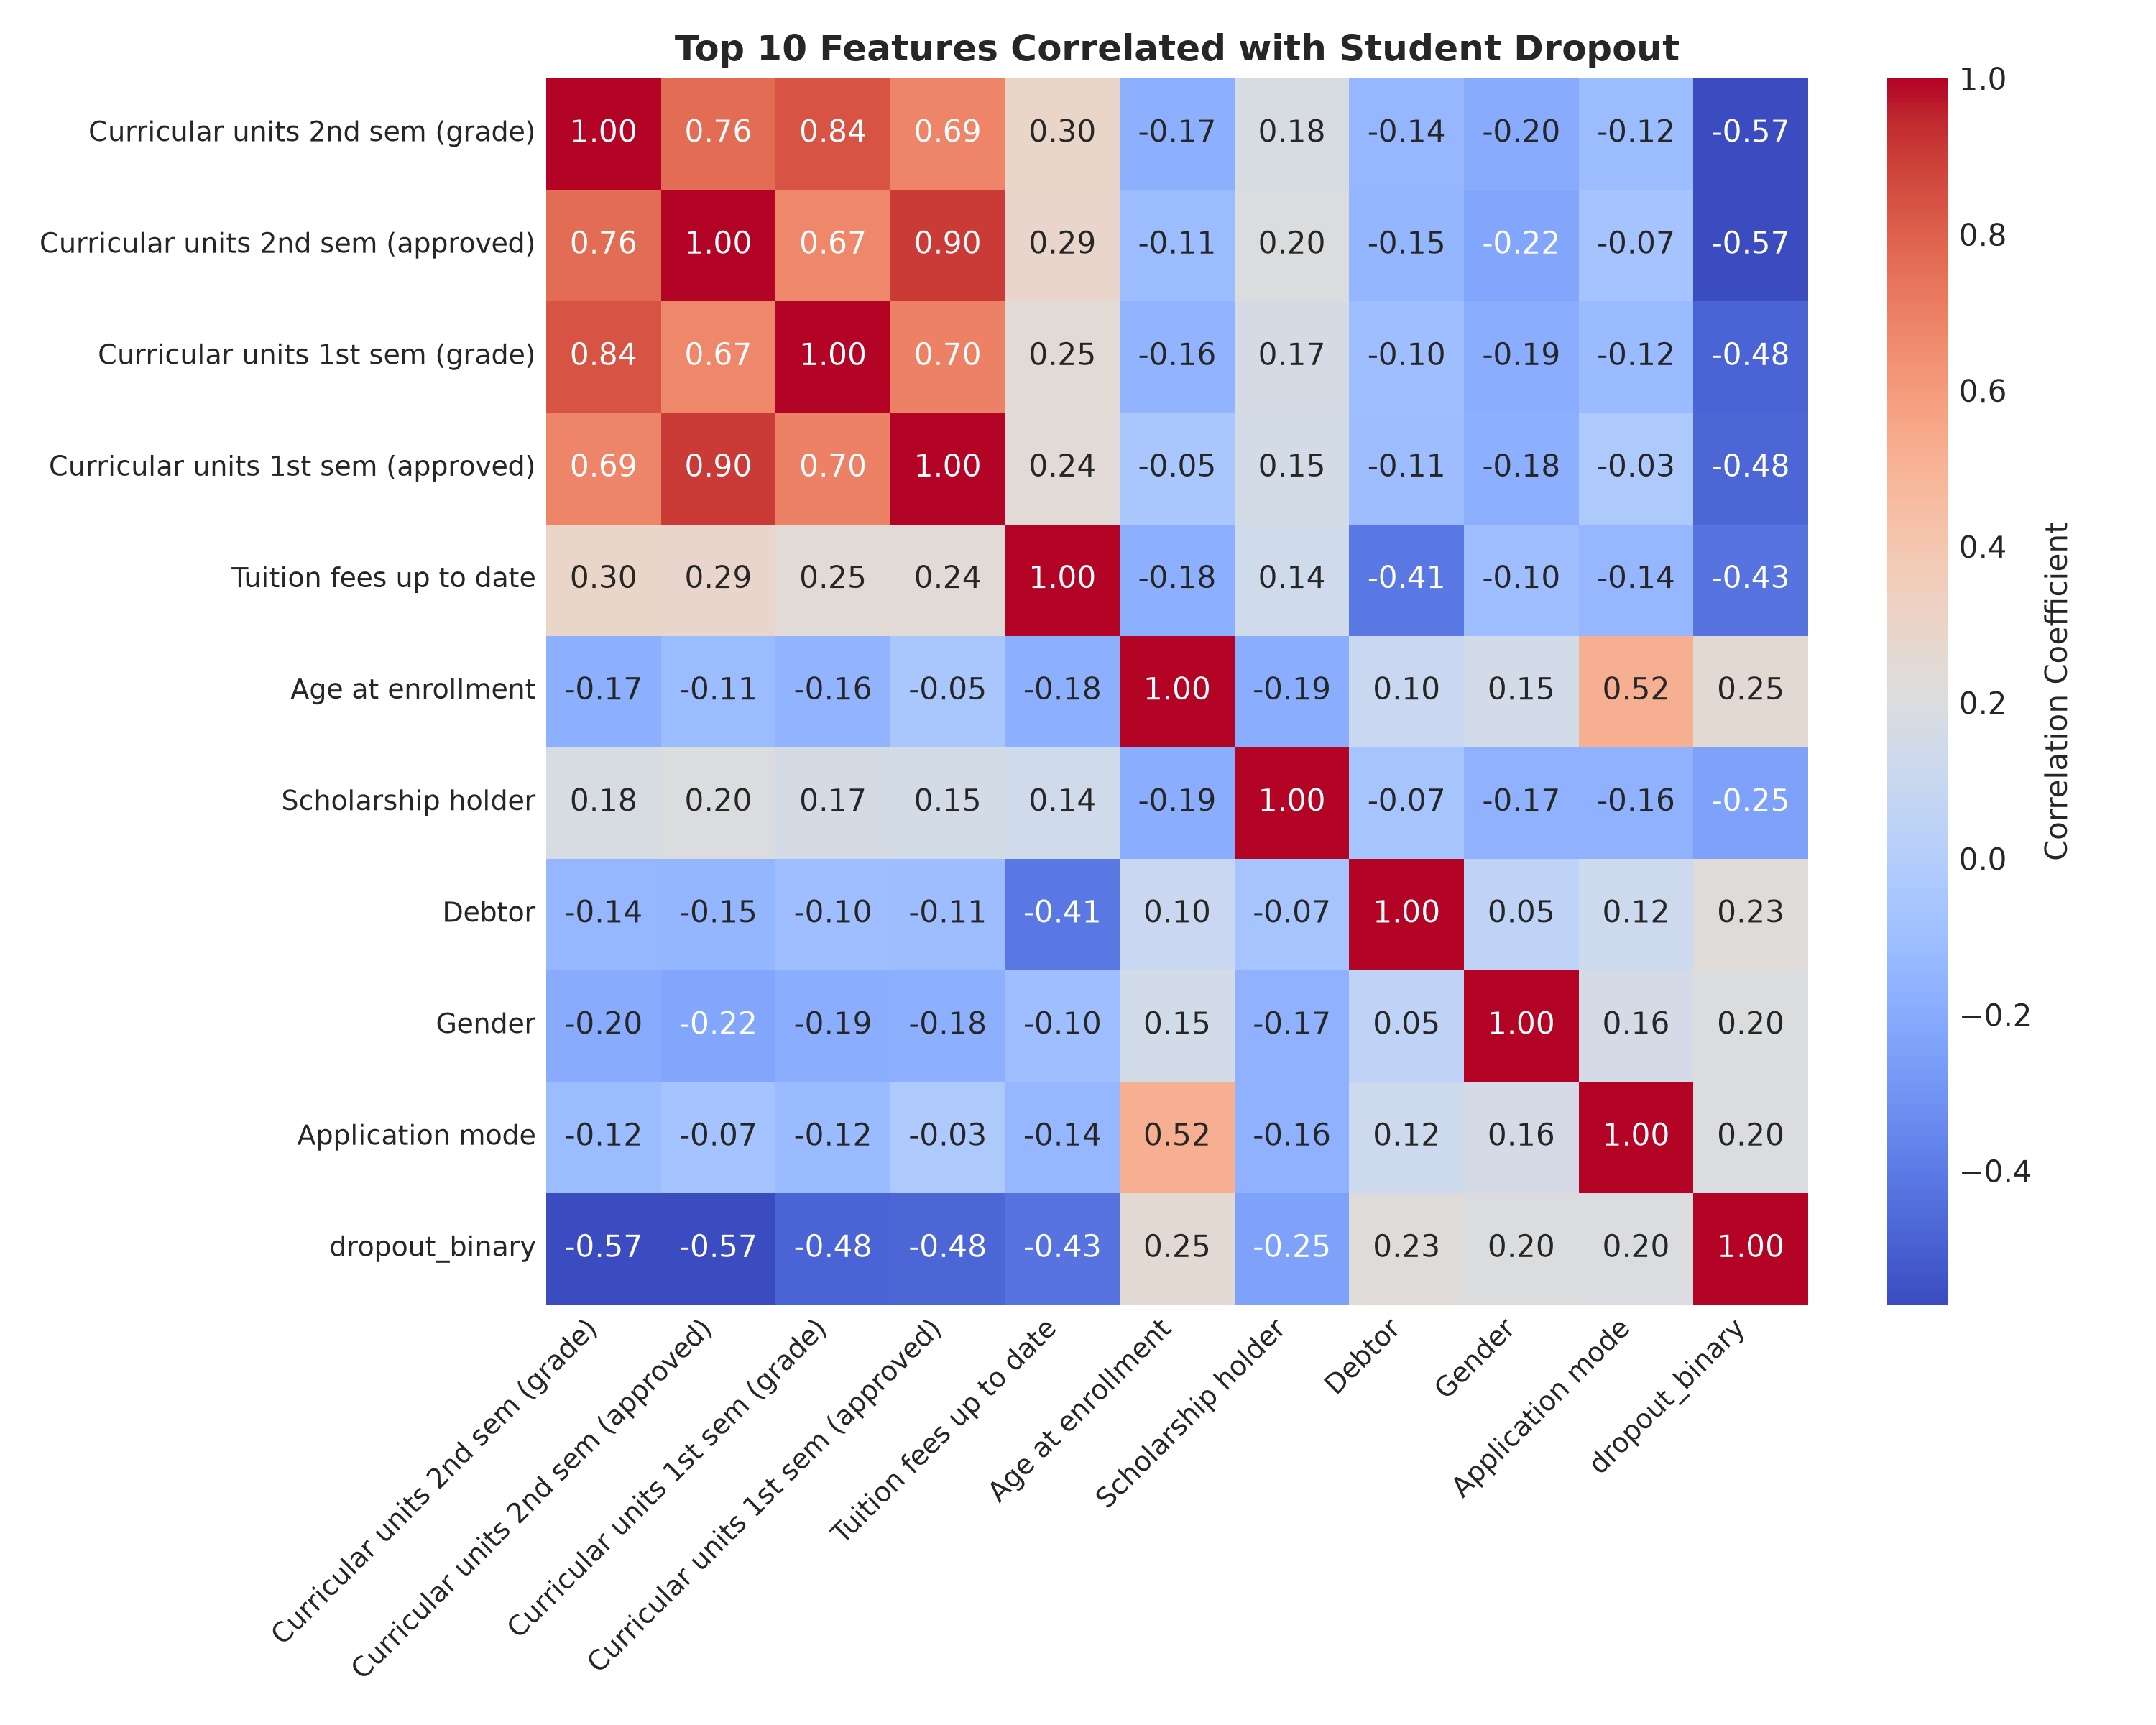 Top 10 Features Correlated with Student Dropout
Curricular units 2nd sem (grade) 1.00 0.76 0.84 0.69 0.30 -0.17 0.18 -0.14 -0.20 -0.12 -0.57
Curricular units 2nd sem (approved) 0.76 1.00 0.67 0.90 0.29 -0.11 0.20 -0.15 -0.22 -0.07 -0.57
Curricular units 1st sem (grade) 0.84 0.67 1.00 0.70 0.25 -0.16 0.17 -0.10 -0.19 -0.12 -0.48
Curricular units 1st sem (approved) 0.69 0.90 0.70 1.00 0.24 -0.05 0.15 -0.11 -0.18 -0.03 -0.48
Tuition fees up to date 0.30 0.29 0.25 0.24 1.00 -0.18 0.14 -0.41 -0.10 -0.14 -0.43
Age at enrollment -0.17 -0.11 -0.16 -0.05 -0.18 1.00 -0.19 0.10 0.15 0.52 0.25
Scholarship holder 0.18 0.20 0.17 0.15 0.14 -0.19 1.00 -0.07 -0.17 -0.16 -0.25
Debtor -0.14 -0.15 -0.10 -0.11 -0.41 0.10 -0.07 1.00 0.05 0.12 0.23
Gender -0.20 -0.22 -0.19 -0.18 -0.10 0.15 -0.17 0.05 1.00 0.16 0.20
Application mode -0.12 -0.07 -0.12 -0.03 -0.14 0.52 -0.16 0.12 0.16 1.00 0.20
dropout_binary -0.57 -0.57 -0.48 -0.48 -0.43 0.25 -0.25 0.23 0.20 0.20 1.00
Curricular units 2nd sem (grade)
Curricular units 2nd sem (approved)
Curricular units 1st sem (grade)
Curricular units 1st sem (approved)
Tuition fees up to date
Age at enrollment
Scholarship holder
Debtor
Gender
Application mode
dropout_binary
1.0
0.8
0.6
0.4
0.2
0.0
−0.2
−0.4
Correlation Coefficient